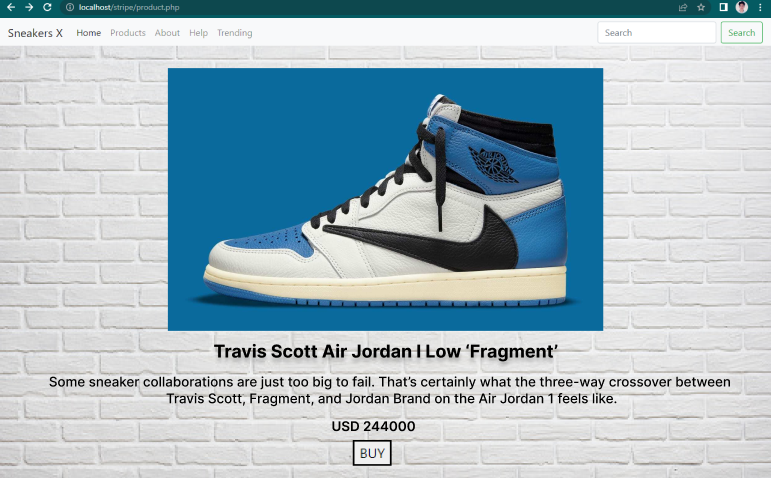 localhost/stripe/product.php
Sneakers X Home Products About Help Trending Search Search
Travis Scott Air Jordan I Low ‘Fragment’
Some sneaker collaborations are just too big to fail. That’s certainly what the three-way crossover between
Travis Scott, Fragment, and Jordan Brand on the Air Jordan 1 feels like.
USD 244000
BUY